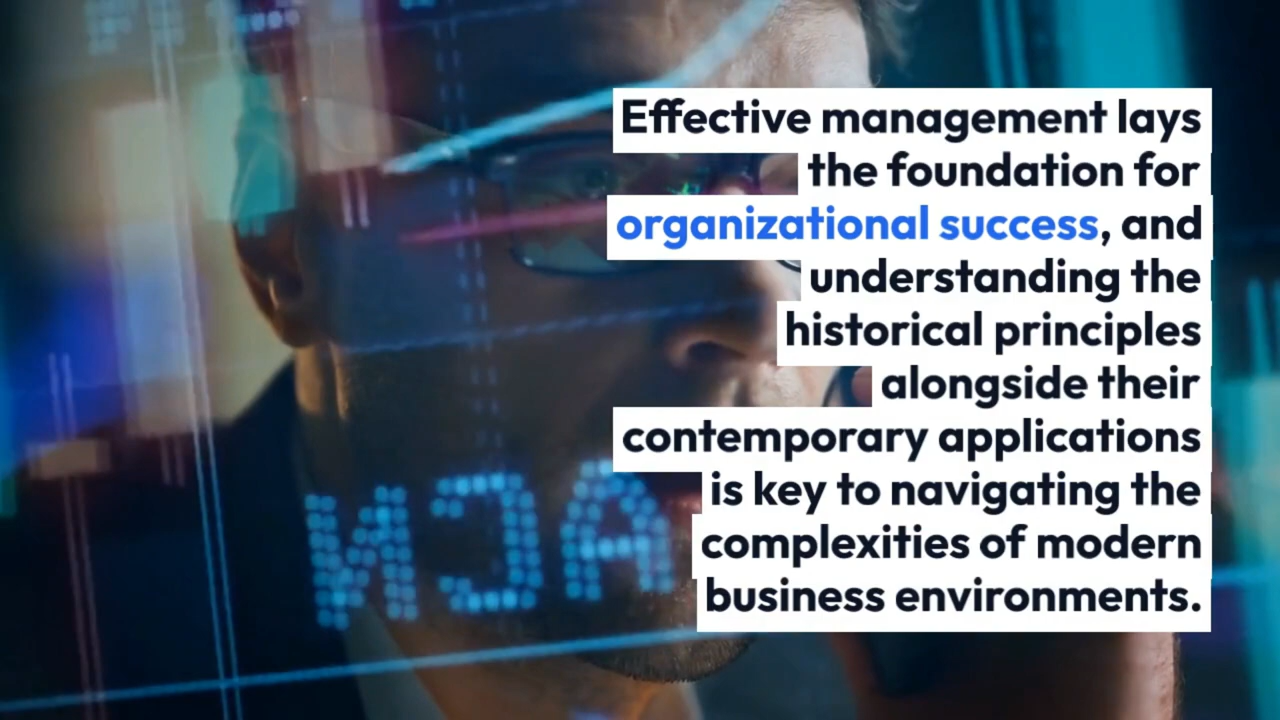 Effective management lays
the foundation for
organizational success, and
understanding the
historical principles
alongside their
contemporary applications
is key to navigating the
complexities of modern
business environments.